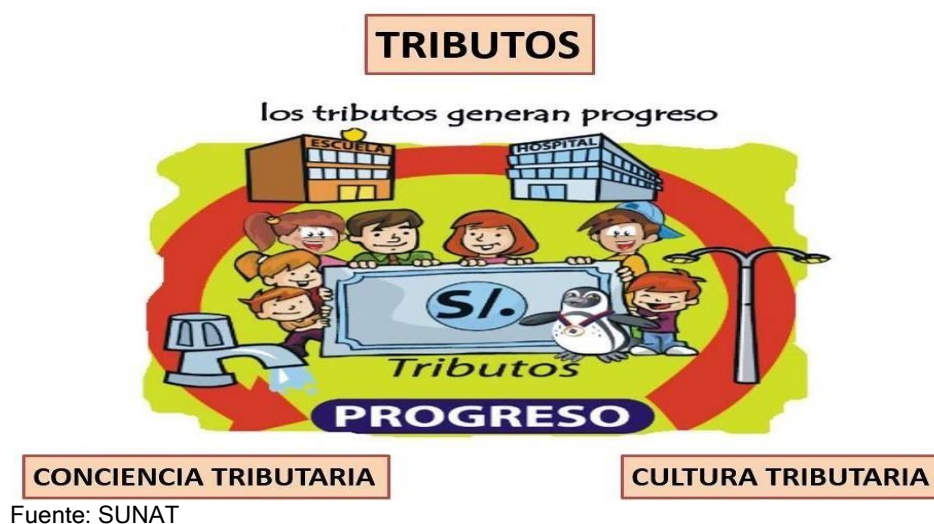 TRIBUTOS
los tributos generan progreso
ESCUELA
HOSPITAL
S/.
Tributos
PROGRESO
CONCIENCIA TRIBUTARIA
CULTURA TRIBUTARIA
Fuente: SUNAT